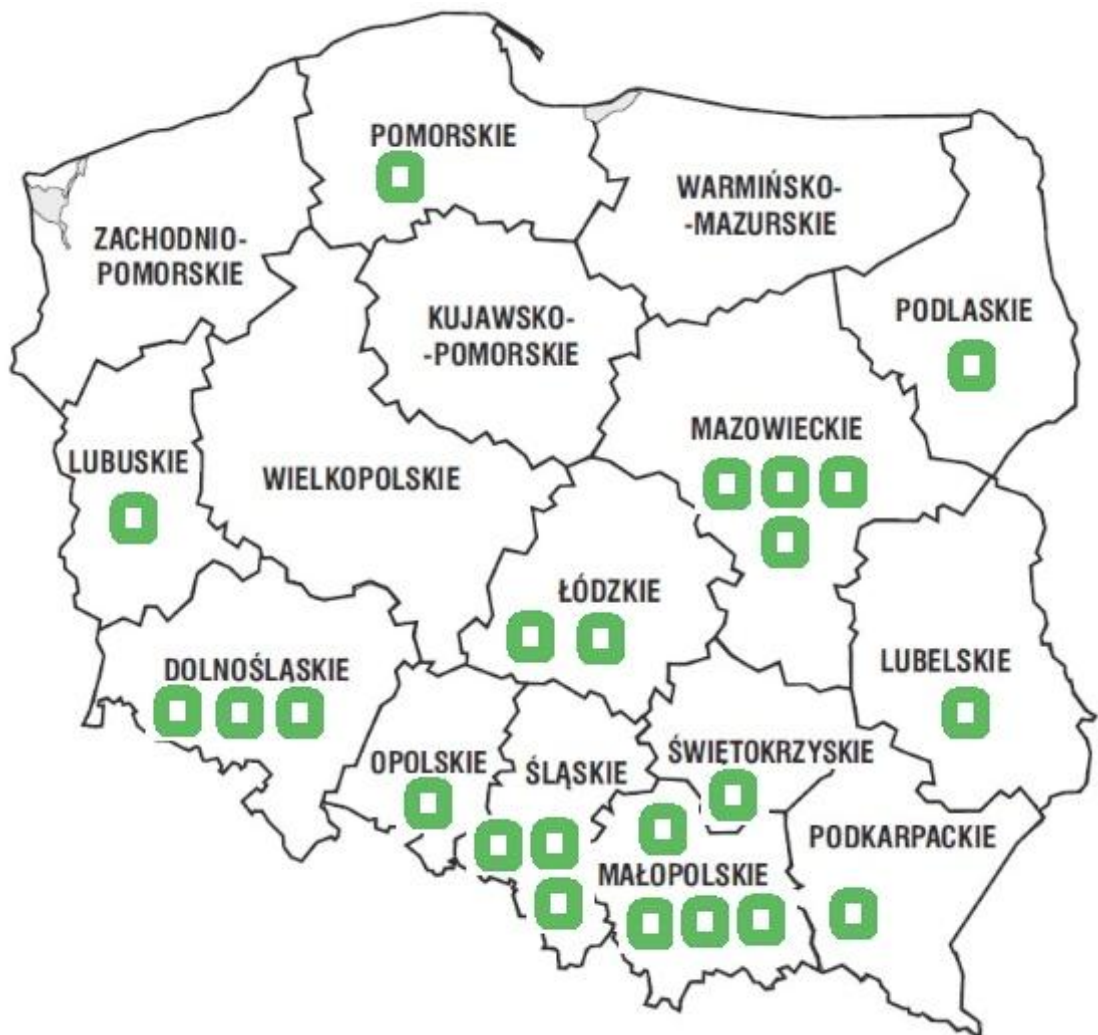 POMORSKIE
WARMIŃSKO-
-MAZURSKIE
ZACHODNIO-
POMORSKIE
KUJAWSKO-
-POMORSKIE
PODLASKIE
MAZOWIECKIE
LUBUSKIE
WIELKOPOLSKIE
ŁÓDZKIE
DOLNOŚLĄSKIE
LUBELSKIE
OPOLSKIE
ŚLĄSKIE
ŚWIĘTOKRZYSKIE
PODKARPACKIE
MAŁOPOLSKIE